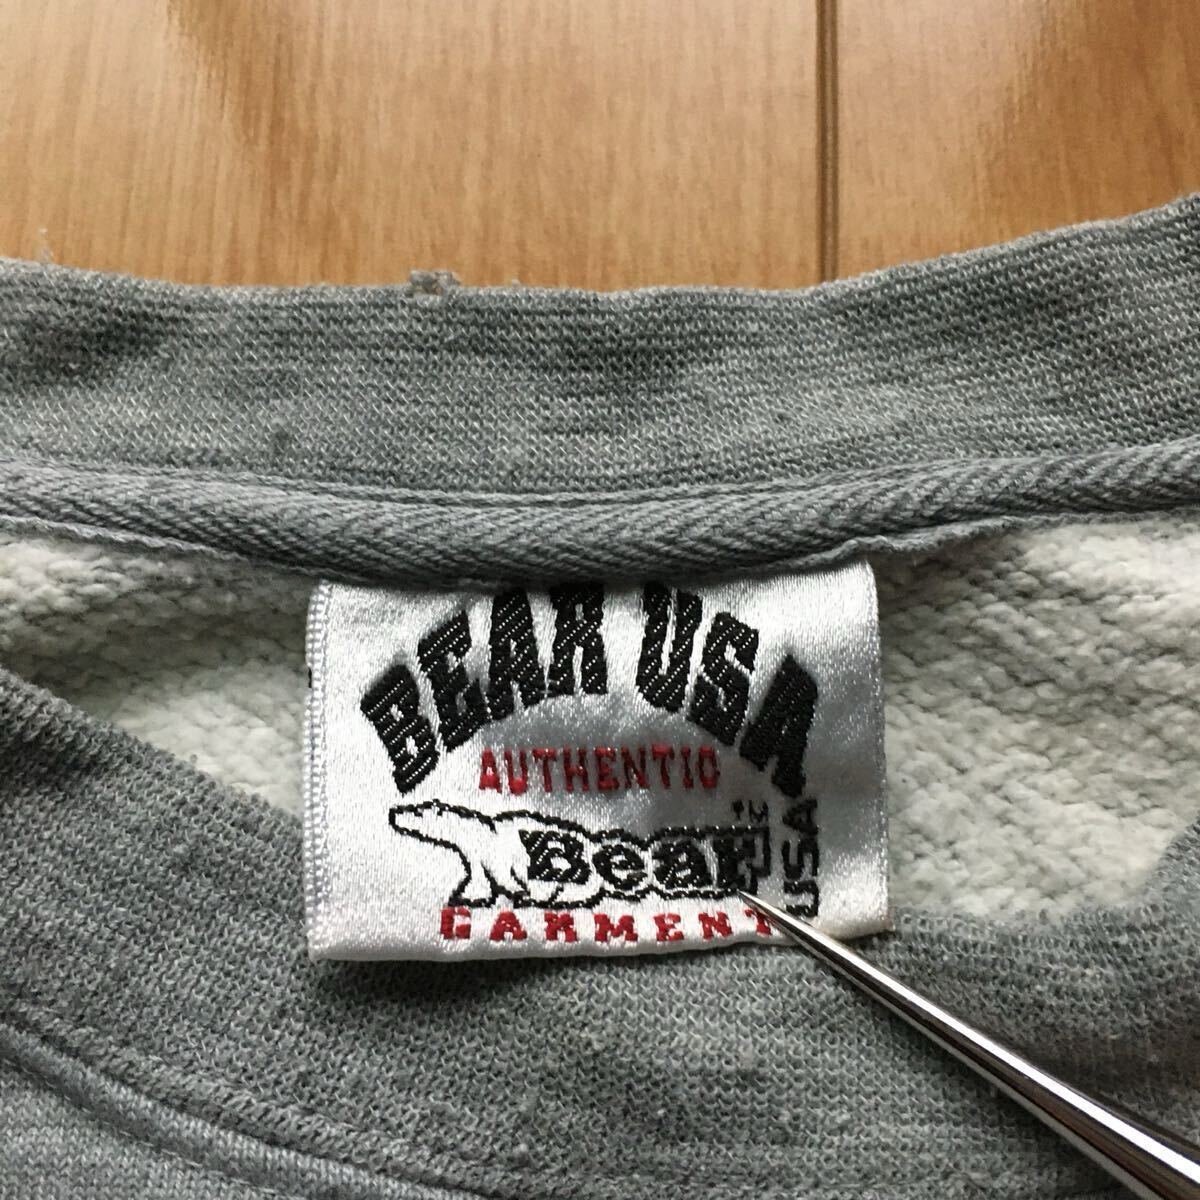 BEAR USA
AUTHENTIC
BeaR ™
USA
GARMENT